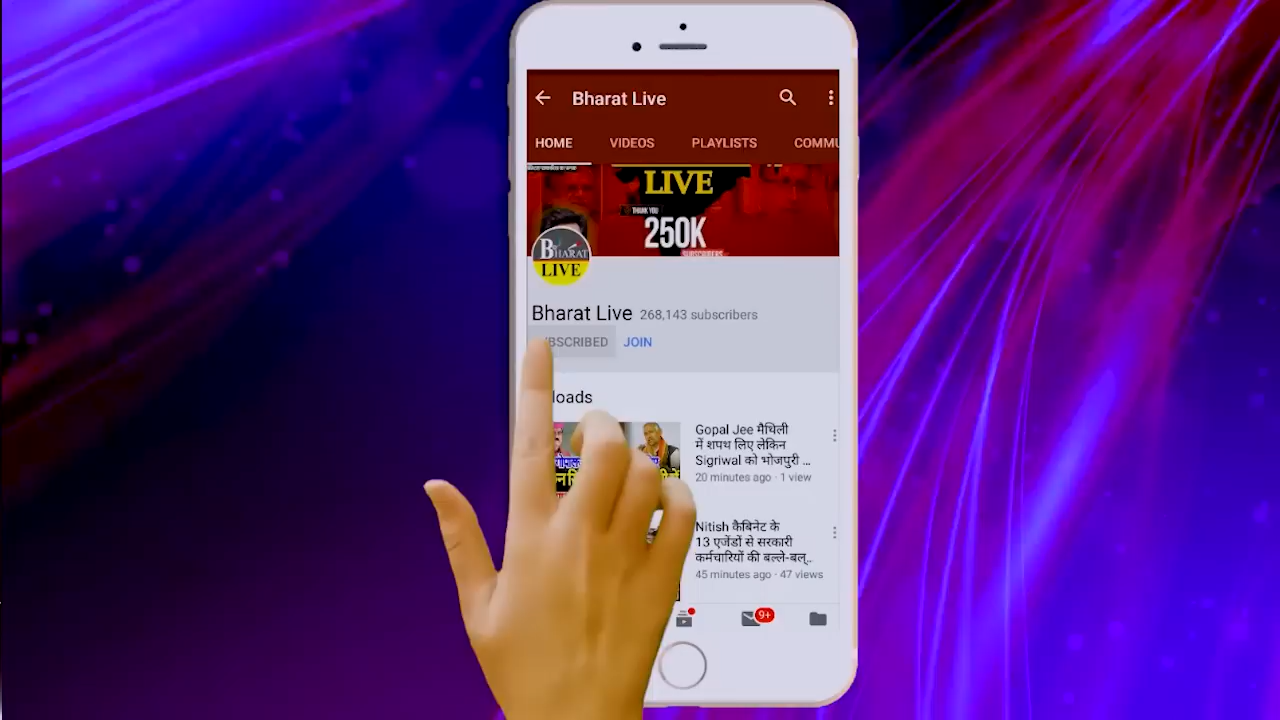 Bharat Live
HOME VIDEOS PLAYLISTS COMMU
LIVE
THANK YOU
250K
SUBSCRIBERS
BHARAT
LIVE
Bharat Live 268,143 subscribers
BSCRIBED JOIN
loads
Gopal Jee मैथिली
में शपथ लिए लेकिन
Sigriwal को भोजपुरी ...
20 minutes ago · 1 view
Nitish कैबिनेट के
13 एजेंडों से सरकारी
कर्मचारियों की बल्ले-बल्..
45 minutes ago · 47 views
9+